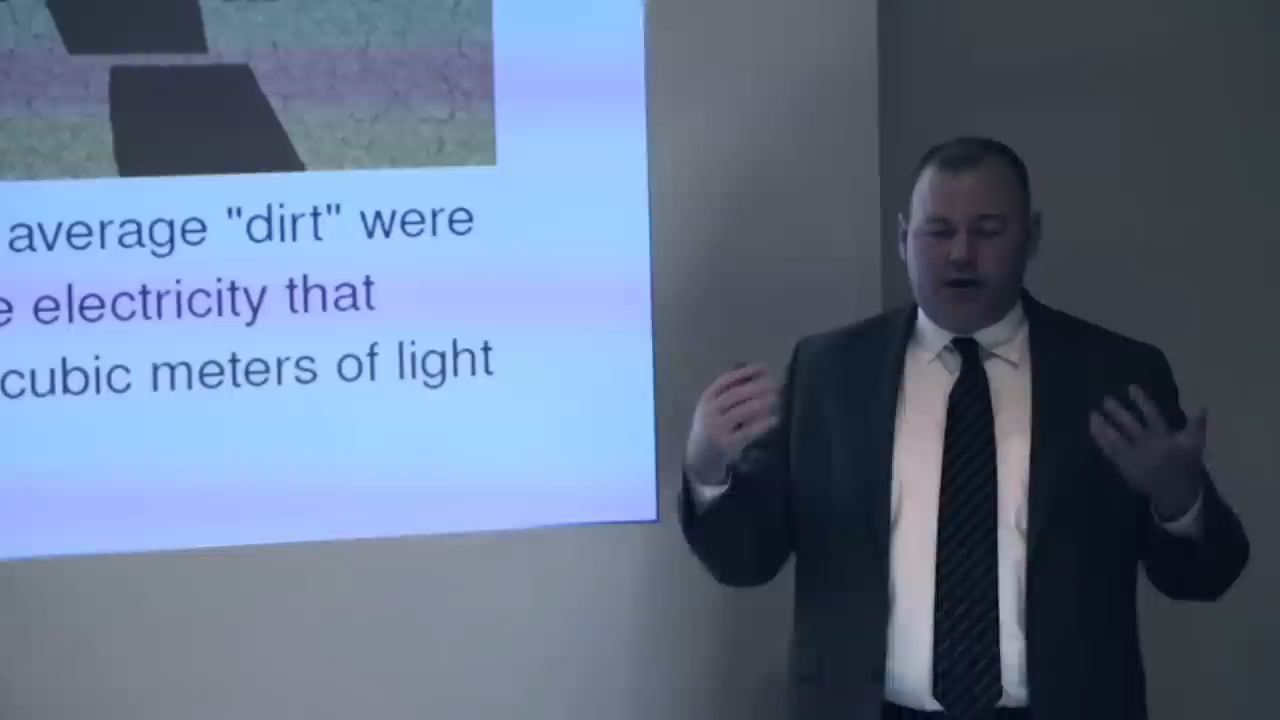 average "dirt" were
electricity that
cubic meters of light